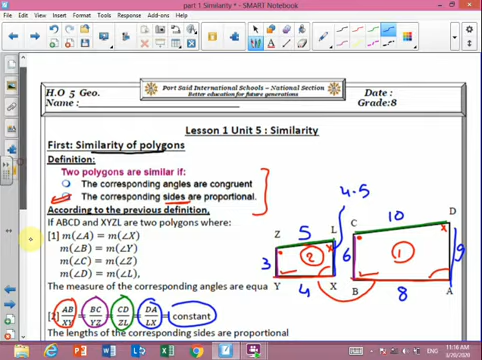 part 1 Similarity * - SMART Notebook
File Edit View Insert Format Tools Add-ons Response Help
Port Said International Schools – National Section
Better education for future generations
H.O 5 Geo.
Name :
Date :
Grade:8
Lesson 1 Unit 5 : Similarity
First: Similarity of polygons
Definition:
Two polygons are similar if:
The corresponding angles are congruent
The corresponding sides are proportional.
According to the previous definition,
If ABCD and XYZL are two polygons where:
[1] m(∠A) = m(∠X)
m(∠B) = m(∠Y)
m(∠C) = m(∠Z)
m(∠D) = m(∠L),
The measure of the corresponding angles are equa
[2] AB/XY = BC/YZ = CD/ZL = DA/LX = constant
The lengths of the corresponding sides are proportional
4.5
Z 5 L
3 2
Y 4 X
10 D
C
6 1 9
B 8 A
11:16 AM
3/20/2020